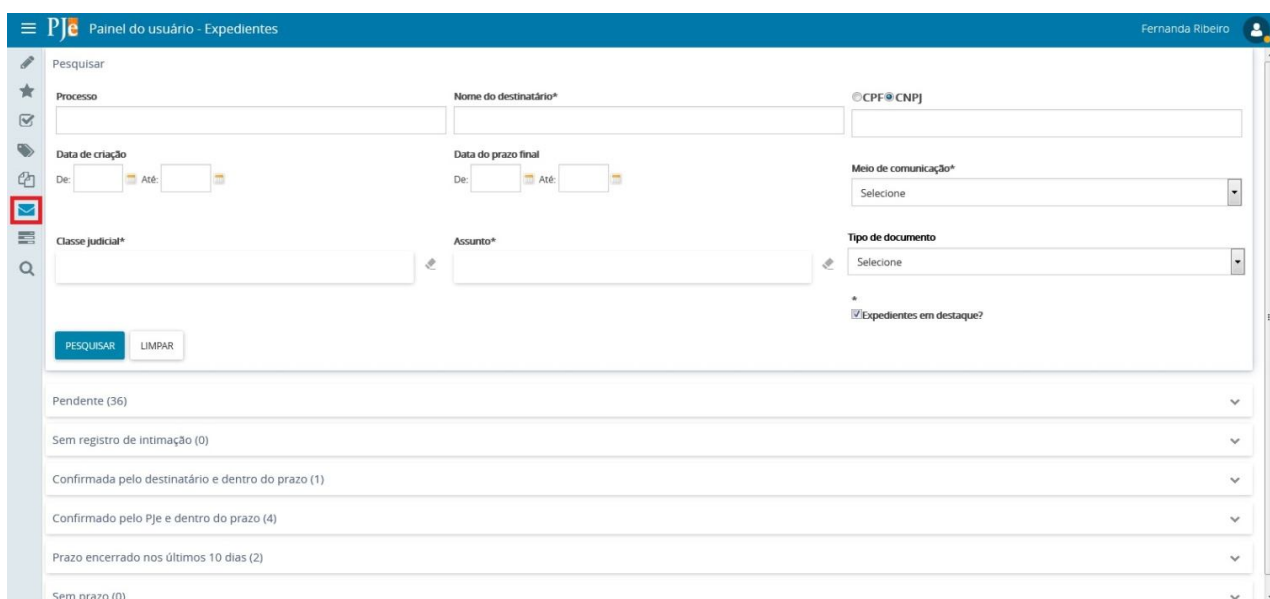 PJe Painel do usuário - Expedientes Fernanda Ribeiro
Pesquisar
Processo Nome do destinatário* CPF CNPJ
Data de criação Data do prazo final
De: Até: De: Até:
Meio de comunicação*
Selecione
Classe judicial* Assunto* Tipo de documento
Selecione
*
Expedientes em destaque?
PESQUISAR LIMPAR
Pendente (36)
Sem registro de intimação (0)
Confirmada pelo destinatário e dentro do prazo (1)
Confirmado pelo PJe e dentro do prazo (4)
Prazo encerrado nos últimos 10 dias (2)
Sem prazo (0)